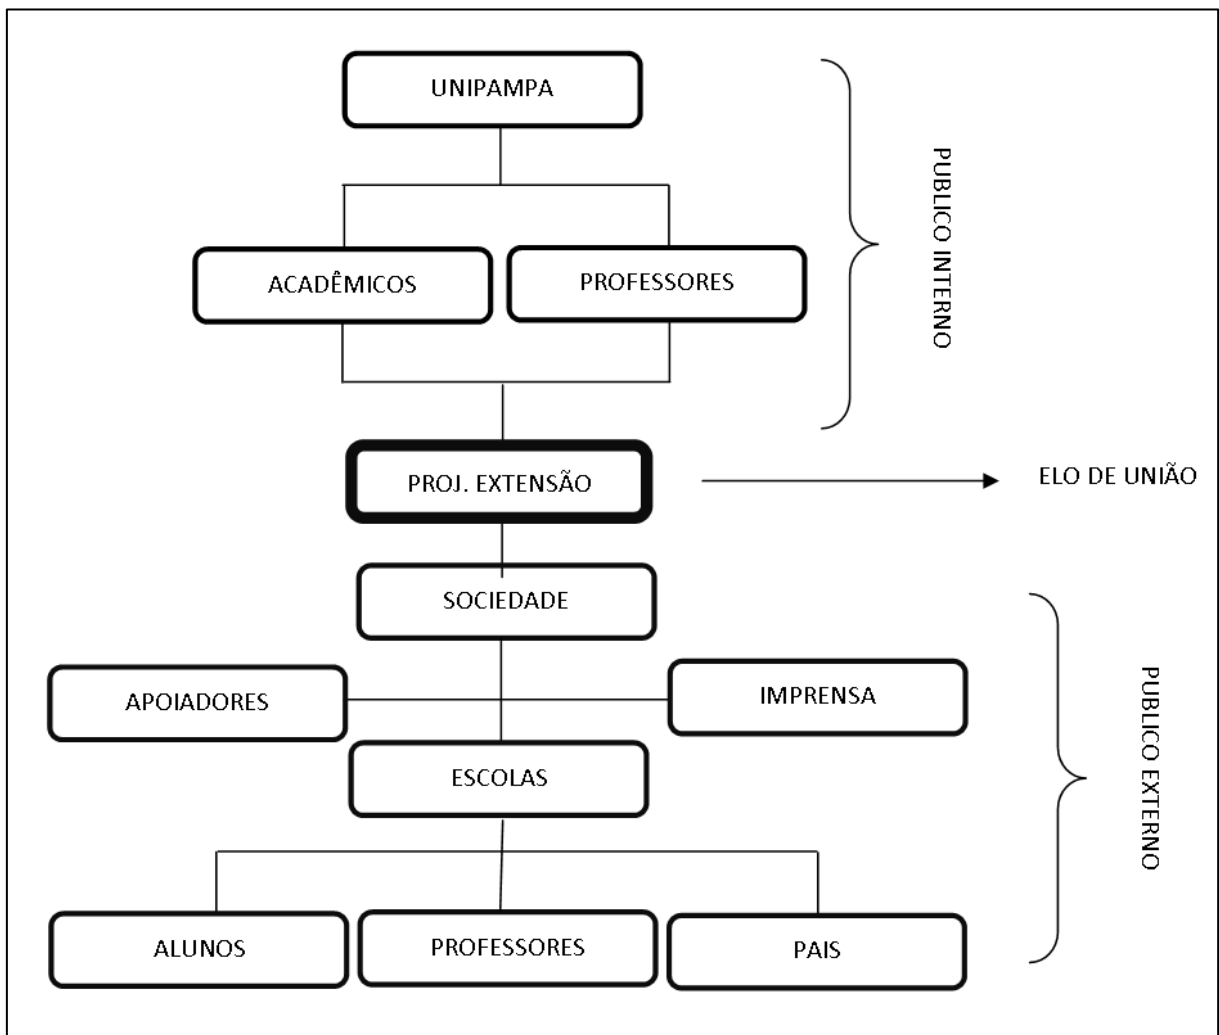 UNIPAMPA
PUBLICO INTERNO
ACADÊMICOS
PROFESSORES
PROJ. EXTENSÃO
ELO DE UNIÃO
SOCIEDADE
APOIADORES
IMPRENSA
PUBLICO EXTERNO
ESCOLAS
ALUNOS
PROFESSORES
PAIS